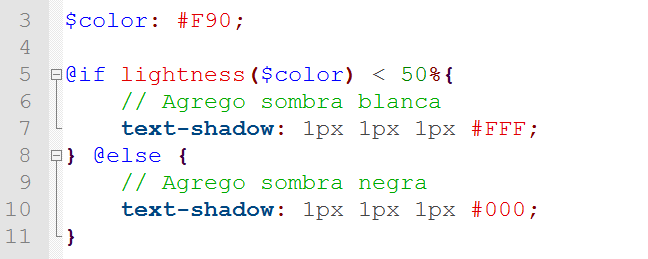 3 $color: #F90;
4
5 @if lightness($color) < 50%{
6 // Agrego sombra blanca
7 text-shadow: 1px 1px 1px #FFF;
8 } @else {
9 // Agrego sombra negra
10 text-shadow: 1px 1px 1px #000;
11 }